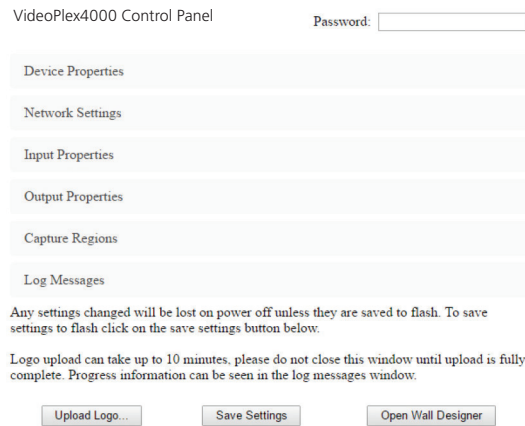 VideoPlex4000 Control Panel
Password:
Device Properties
Network Settings
Input Properties
Output Properties
Capture Regions
Log Messages
Any settings changed will be lost on power off unless they are saved to flash. To save
settings to flash click on the save settings button below.
Logo upload can take up to 10 minutes, please do not close this window until upload is fully
complete. Progress information can be seen in the log messages window.
Upload Logo...
Save Settings
Open Wall Designer